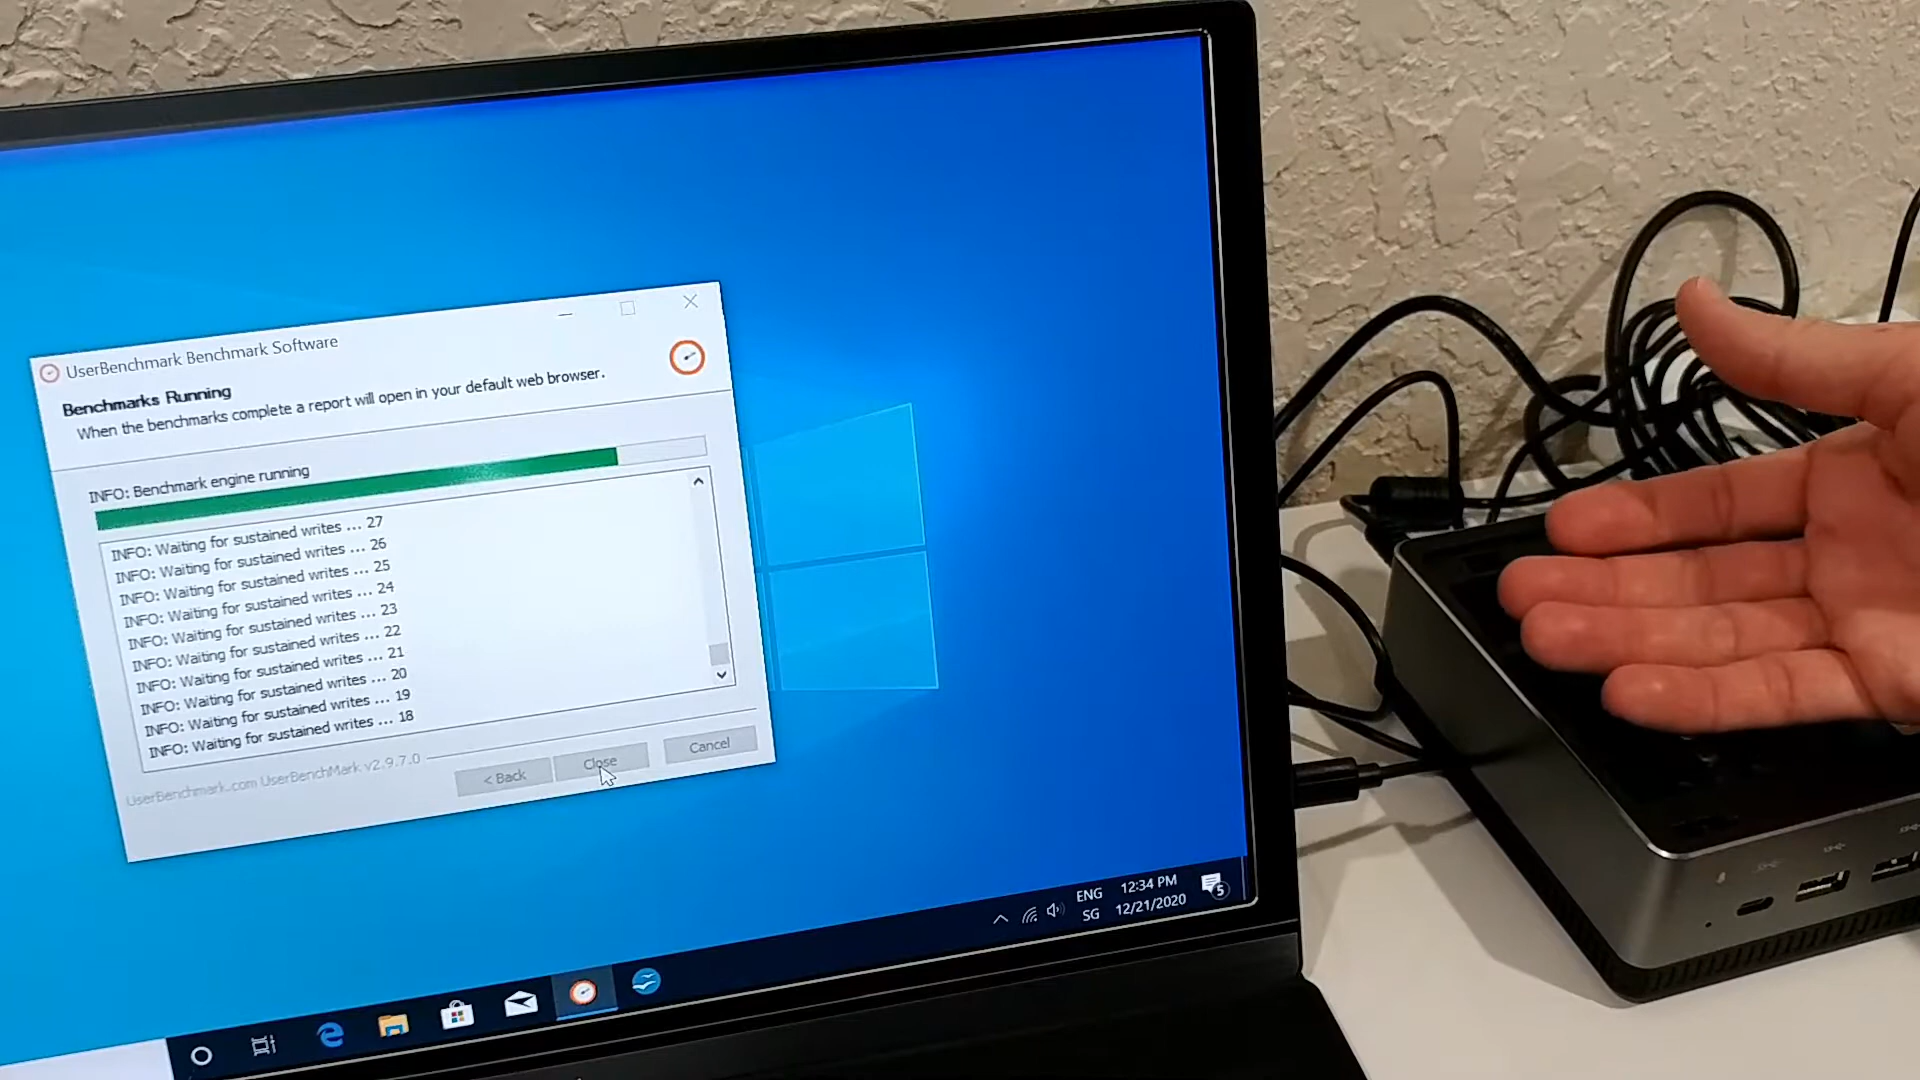 UserBenchmark Benchmark Software
Benchmarks Running
When the benchmarks complete a report will open in your default web browser.
INFO: Benchmark engine running
INFO: Waiting for sustained writes ... 27
INFO: Waiting for sustained writes ... 26
INFO: Waiting for sustained writes ... 25
INFO: Waiting for sustained writes ... 24
INFO: Waiting for sustained writes ... 23
INFO: Waiting for sustained writes ... 22
INFO: Waiting for sustained writes ... 21
INFO: Waiting for sustained writes ... 20
INFO: Waiting for sustained writes ... 19
INFO: Waiting for sustained writes ... 18
UserBenchmark.com UserBenchMark v2.9.7.0
< Back
Close
Cancel
ENG
SG
12:34 PM
12/21/2020
5